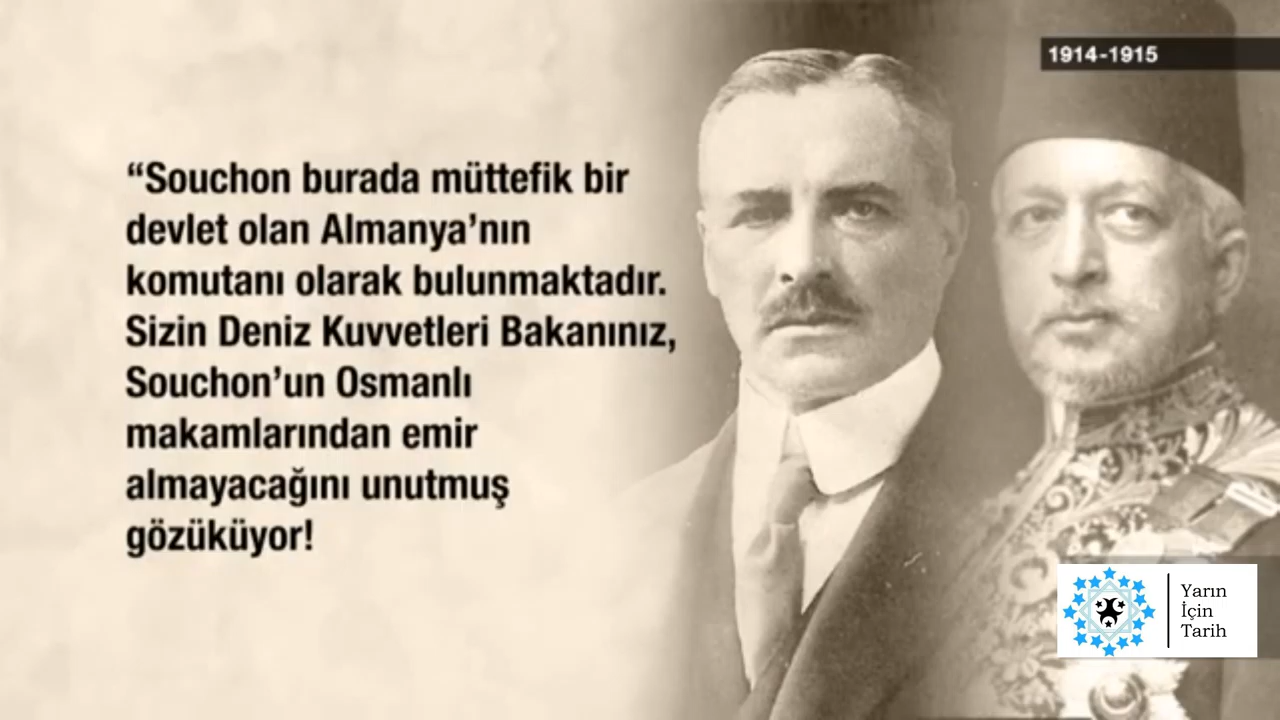 1914-1915
“Souchon burada müttefik bir
devlet olan Almanya’nın
komutanı olarak bulunmaktadır.
Sizin Deniz Kuvvetleri Bakanınız,
Souchon’un Osmanlı
makamlarından emir
almayacağını unutmuş
gözüküyor!
Yarın
İçin
Tarih